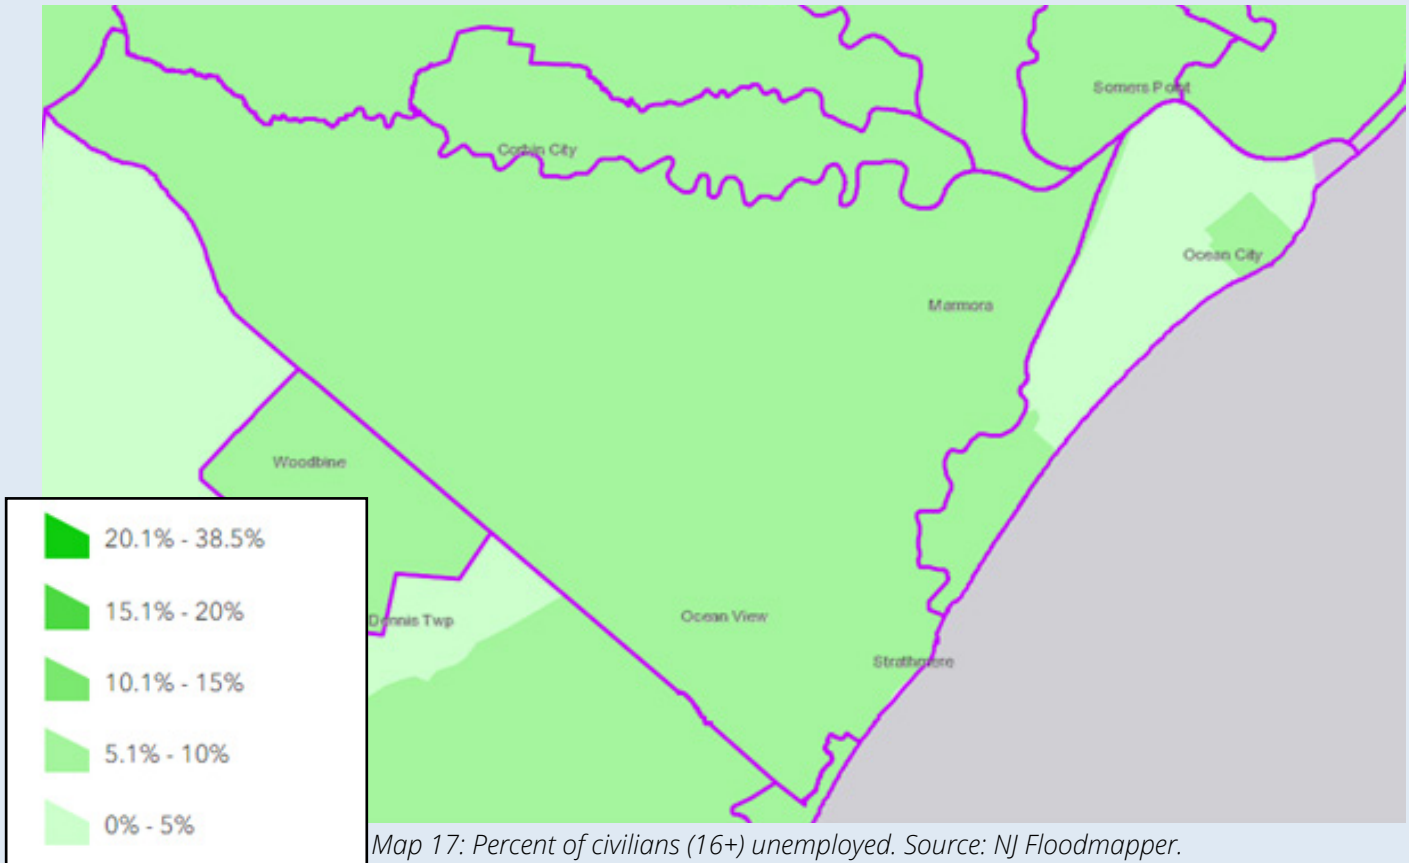 Somers Point
Corbin City
Ocean City
Marmora
Woodbine
Ocean View
Dennis Twp
Strathmere
20.1% - 38.5%
15.1% - 20%
10.1% - 15%
5.1% - 10%
0% - 5%
Map 17: Percent of civilians (16+) unemployed. Source: NJ Floodmapper.